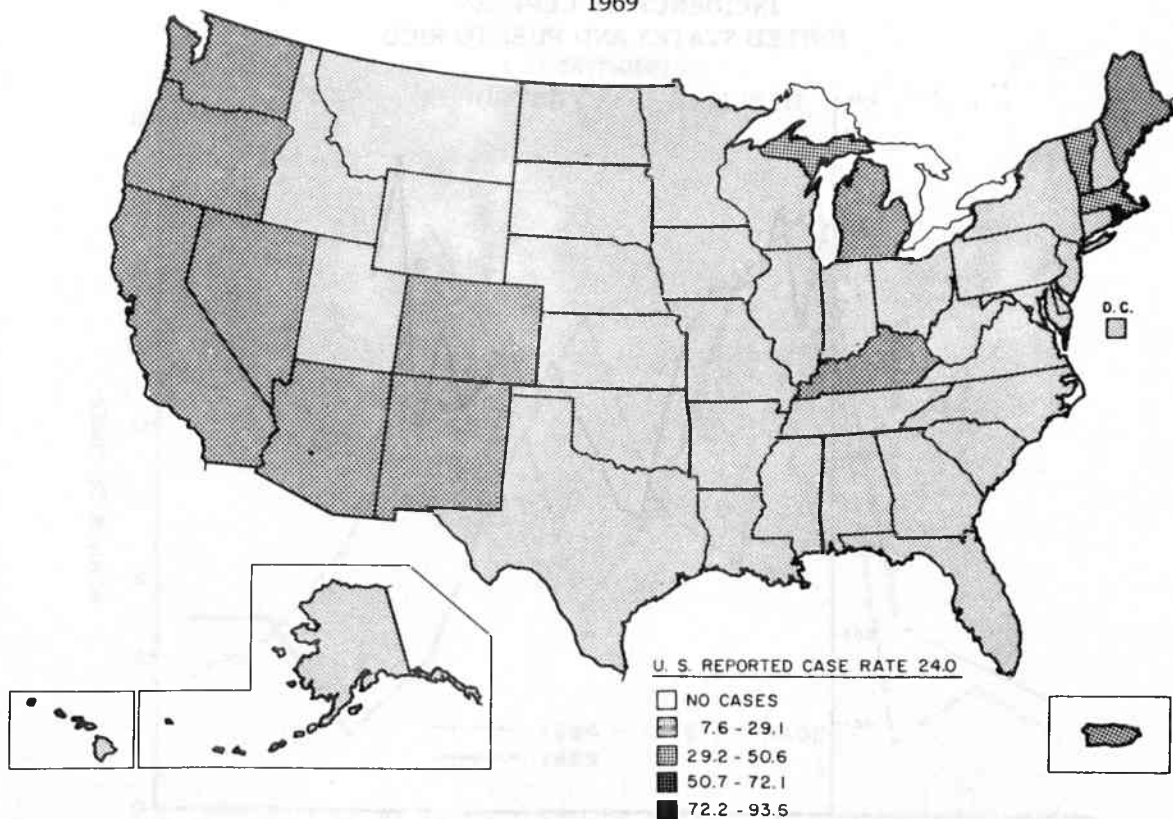 1969
D. C.
U. S. REPORTED CASE RATE 24.0
NO CASES
7.6 - 29.1
29.2 - 50.6
50.7 - 72.1
72.2 - 93.5